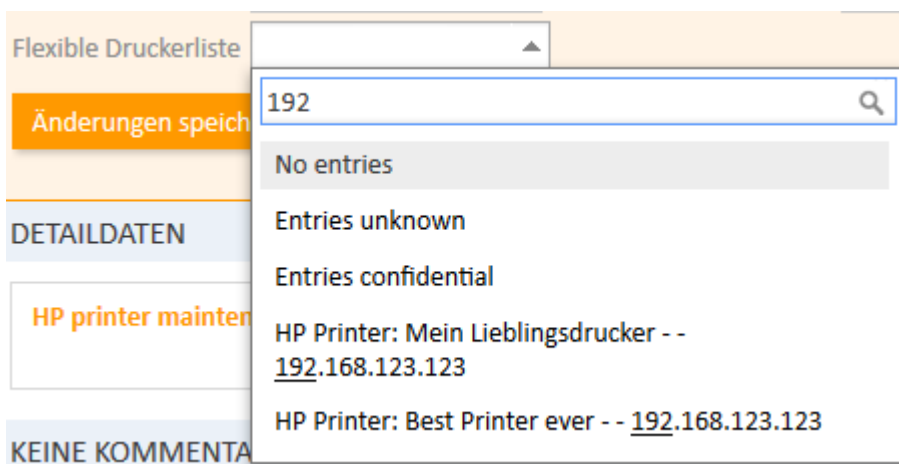 Flexible Druckerliste
192
Änderungen speich
No entries
Entries unknown
DETAILDATEN
Entries confidential
HP printer mainten
HP Printer: Mein Lieblingsdrucker - -
192.168.123.123
HP Printer: Best Printer ever - - 192.168.123.123
KEINE KOMMENTA